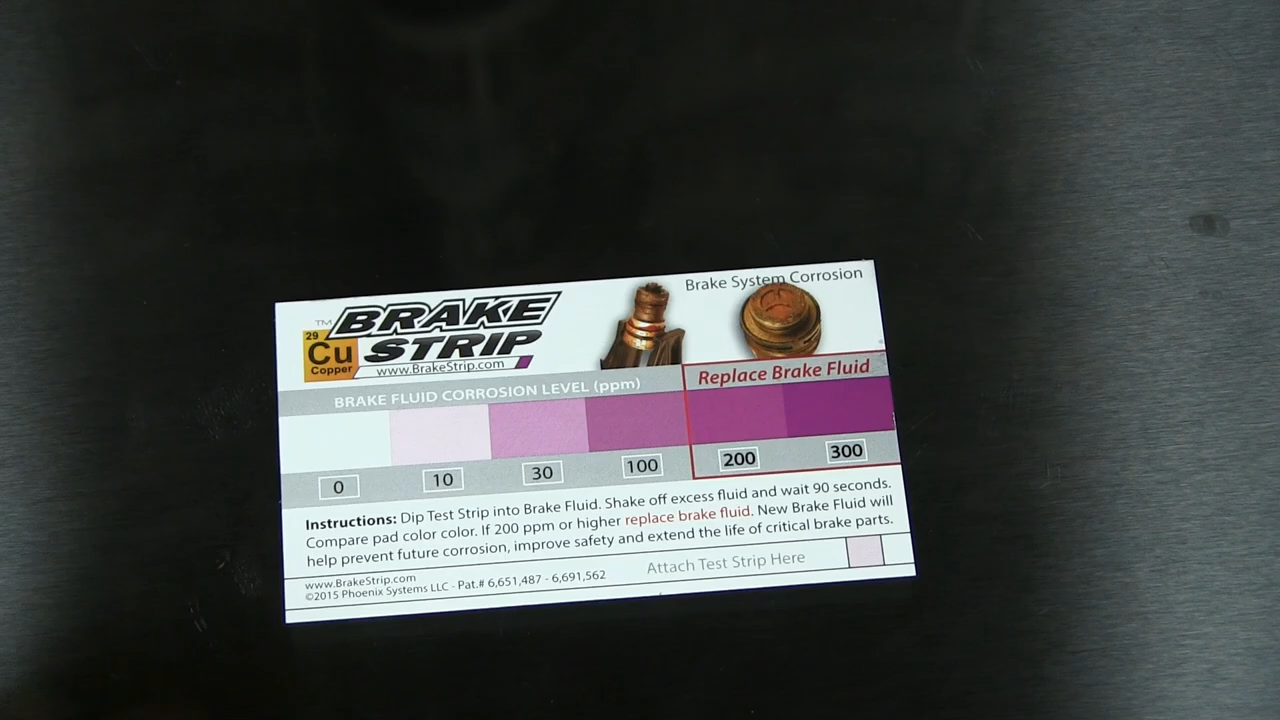 Brake System Corrosion
™ BRAKE
STRIP
29
Cu
Copper
www.BrakeStrip.com
BRAKE FLUID CORROSION LEVEL (ppm)
Replace Brake Fluid
0 10 30 100 200 300
Instructions: Dip Test Strip into Brake Fluid. Shake off excess fluid and wait 90 seconds.
Compare pad color color. If 200 ppm or higher replace brake fluid. New Brake Fluid will
help prevent future corrosion, improve safety and extend the life of critical brake parts.
www.BrakeStrip.com
©2015 Phoenix Systems LLC - Pat.# 6,651,487 - 6,691,562
Attach Test Strip Here